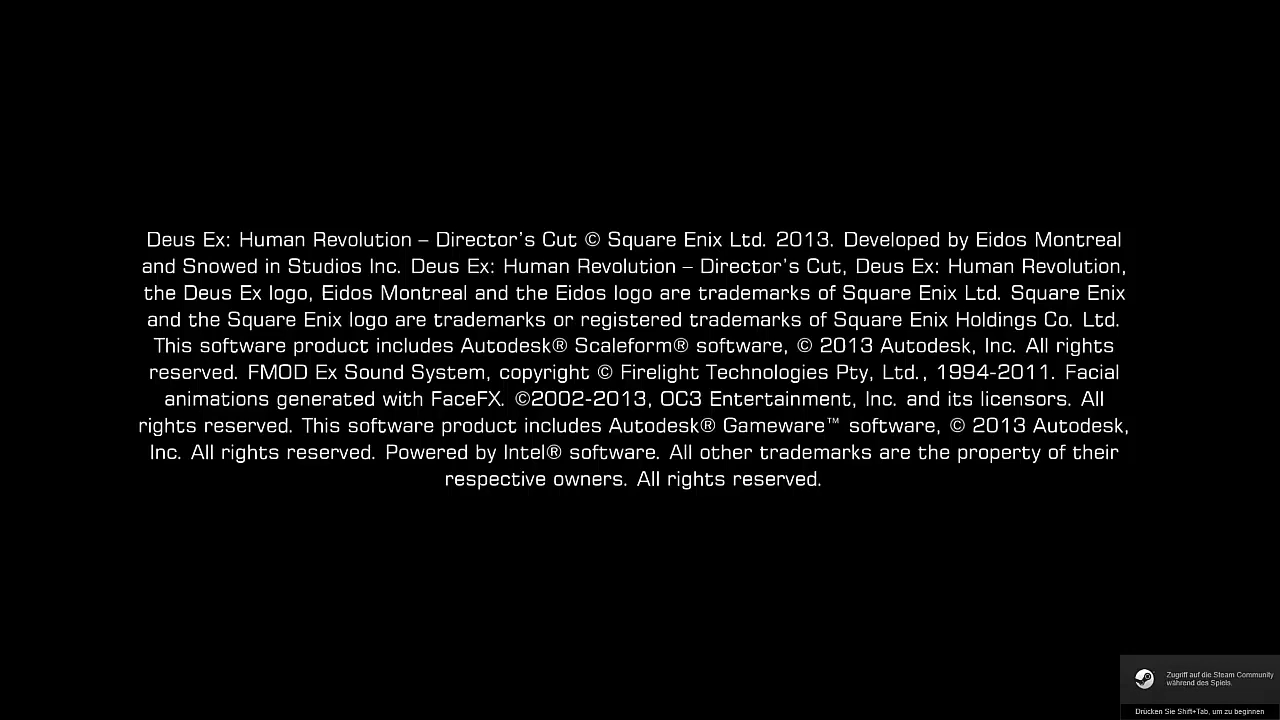 Deus Ex: Human Revolution – Director's Cut © Square Enix Ltd. 2013. Developed by Eidos Montreal
and Snowed in Studios Inc. Deus Ex: Human Revolution – Director's Cut, Deus Ex: Human Revolution,
the Deus Ex logo, Eidos Montreal and the Eidos logo are trademarks of Square Enix Ltd. Square Enix
and the Square Enix logo are trademarks or registered trademarks of Square Enix Holdings Co. Ltd.
This software product includes Autodesk® Scaleform® software, © 2013 Autodesk, Inc. All rights
reserved. FMOD Ex Sound System, copyright © Firelight Technologies Pty, Ltd., 1994-2011. Facial
animations generated with FaceFX. ©2002-2013, OC3 Entertainment, Inc. and its licensors. All
rights reserved. This software product includes Autodesk® Gameware™ software, © 2013 Autodesk,
Inc. All rights reserved. Powered by Intel® software. All other trademarks are the property of their
respective owners. All rights reserved.
Zugriff auf die Steam Community
während des Spiels.
Drücken Sie Shift+Tab, um zu beginnen